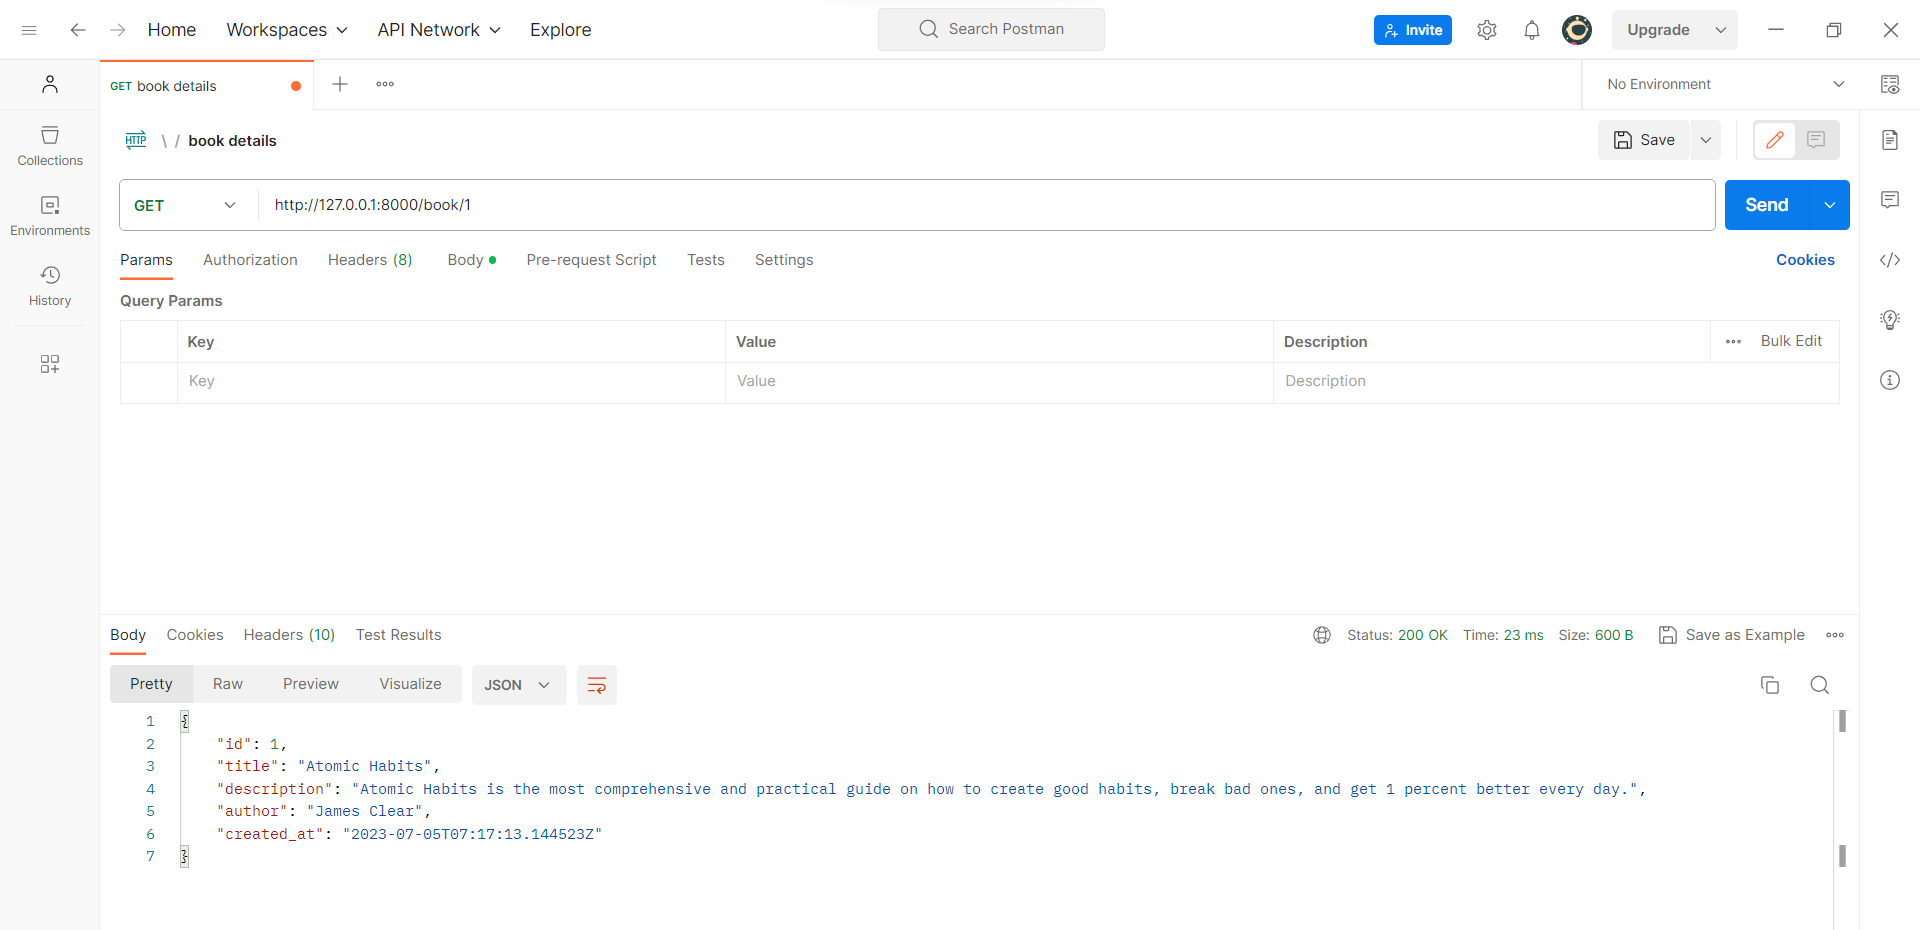 Home Workspaces API Network Explore Search Postman Invite Upgrade
GET book details No Environment
HTTP \ / book details Save
GET http://127.0.0.1:8000/book/1 Send
Params Authorization Headers (8) Body Pre-request Script Tests Settings Cookies
Collections
Environments
History
Query Params
Key Value Description Bulk Edit
Key Value Description
Body Cookies Headers (10) Test Results Status: 200 OK Time: 23 ms Size: 600 B Save as Example
Pretty Raw Preview Visualize JSON
1 {
2 "id": 1,
3 "title": "Atomic Habits",
4 "description": "Atomic Habits is the most comprehensive and practical guide on how to create good habits, break bad ones, and get 1 percent better every day.",
5 "author": "James Clear",
6 "created_at": "2023-07-05T07:17:13.144523Z"
7 }